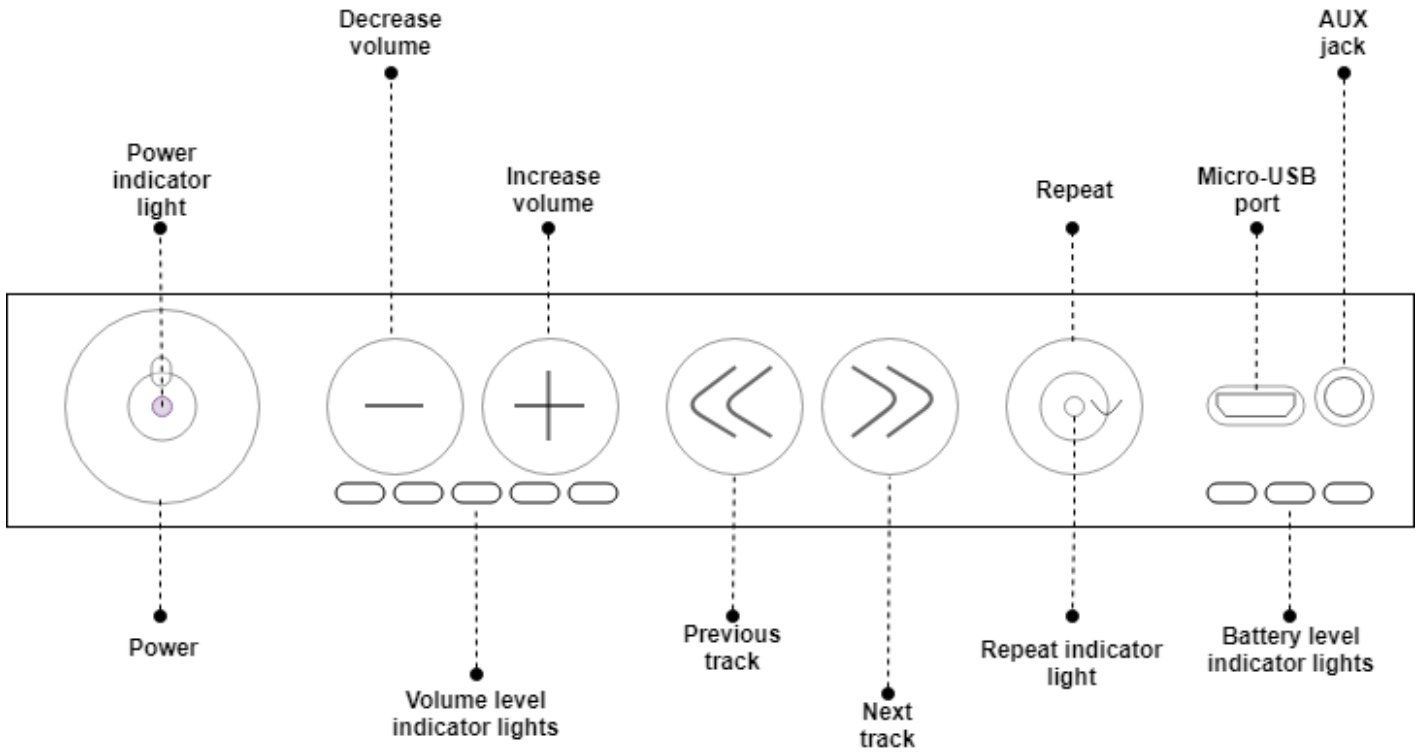 Decrease
volume
AUX
jack
Power
indicator
light
Increase
volume
Repeat
Micro-USB
port
Power
Volume level
indicator lights
Previous
track
Next
track
Repeat indicator
light
Battery level
indicator lights